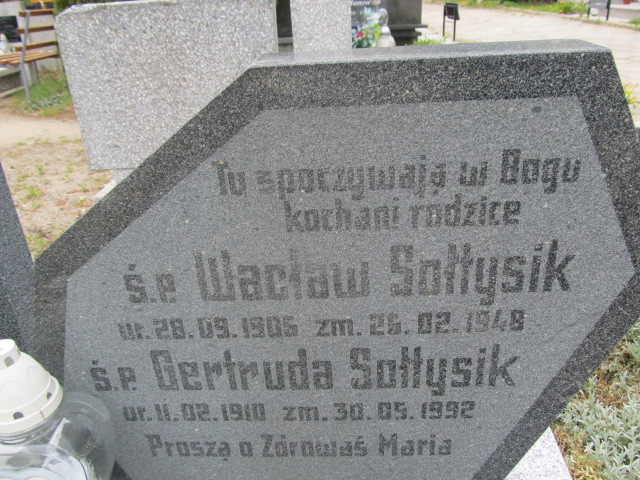 Tu spoczywają w Bogu
kochani rodzice
ś.p Wacław Sołtysik
ur. 28.09.1905 zm. 26.02.1948
ś.p. Gertruda Sołtysik
ur. 11.02.1910 zm. 30.05.1992
Proszą o Zdrowaś Maria